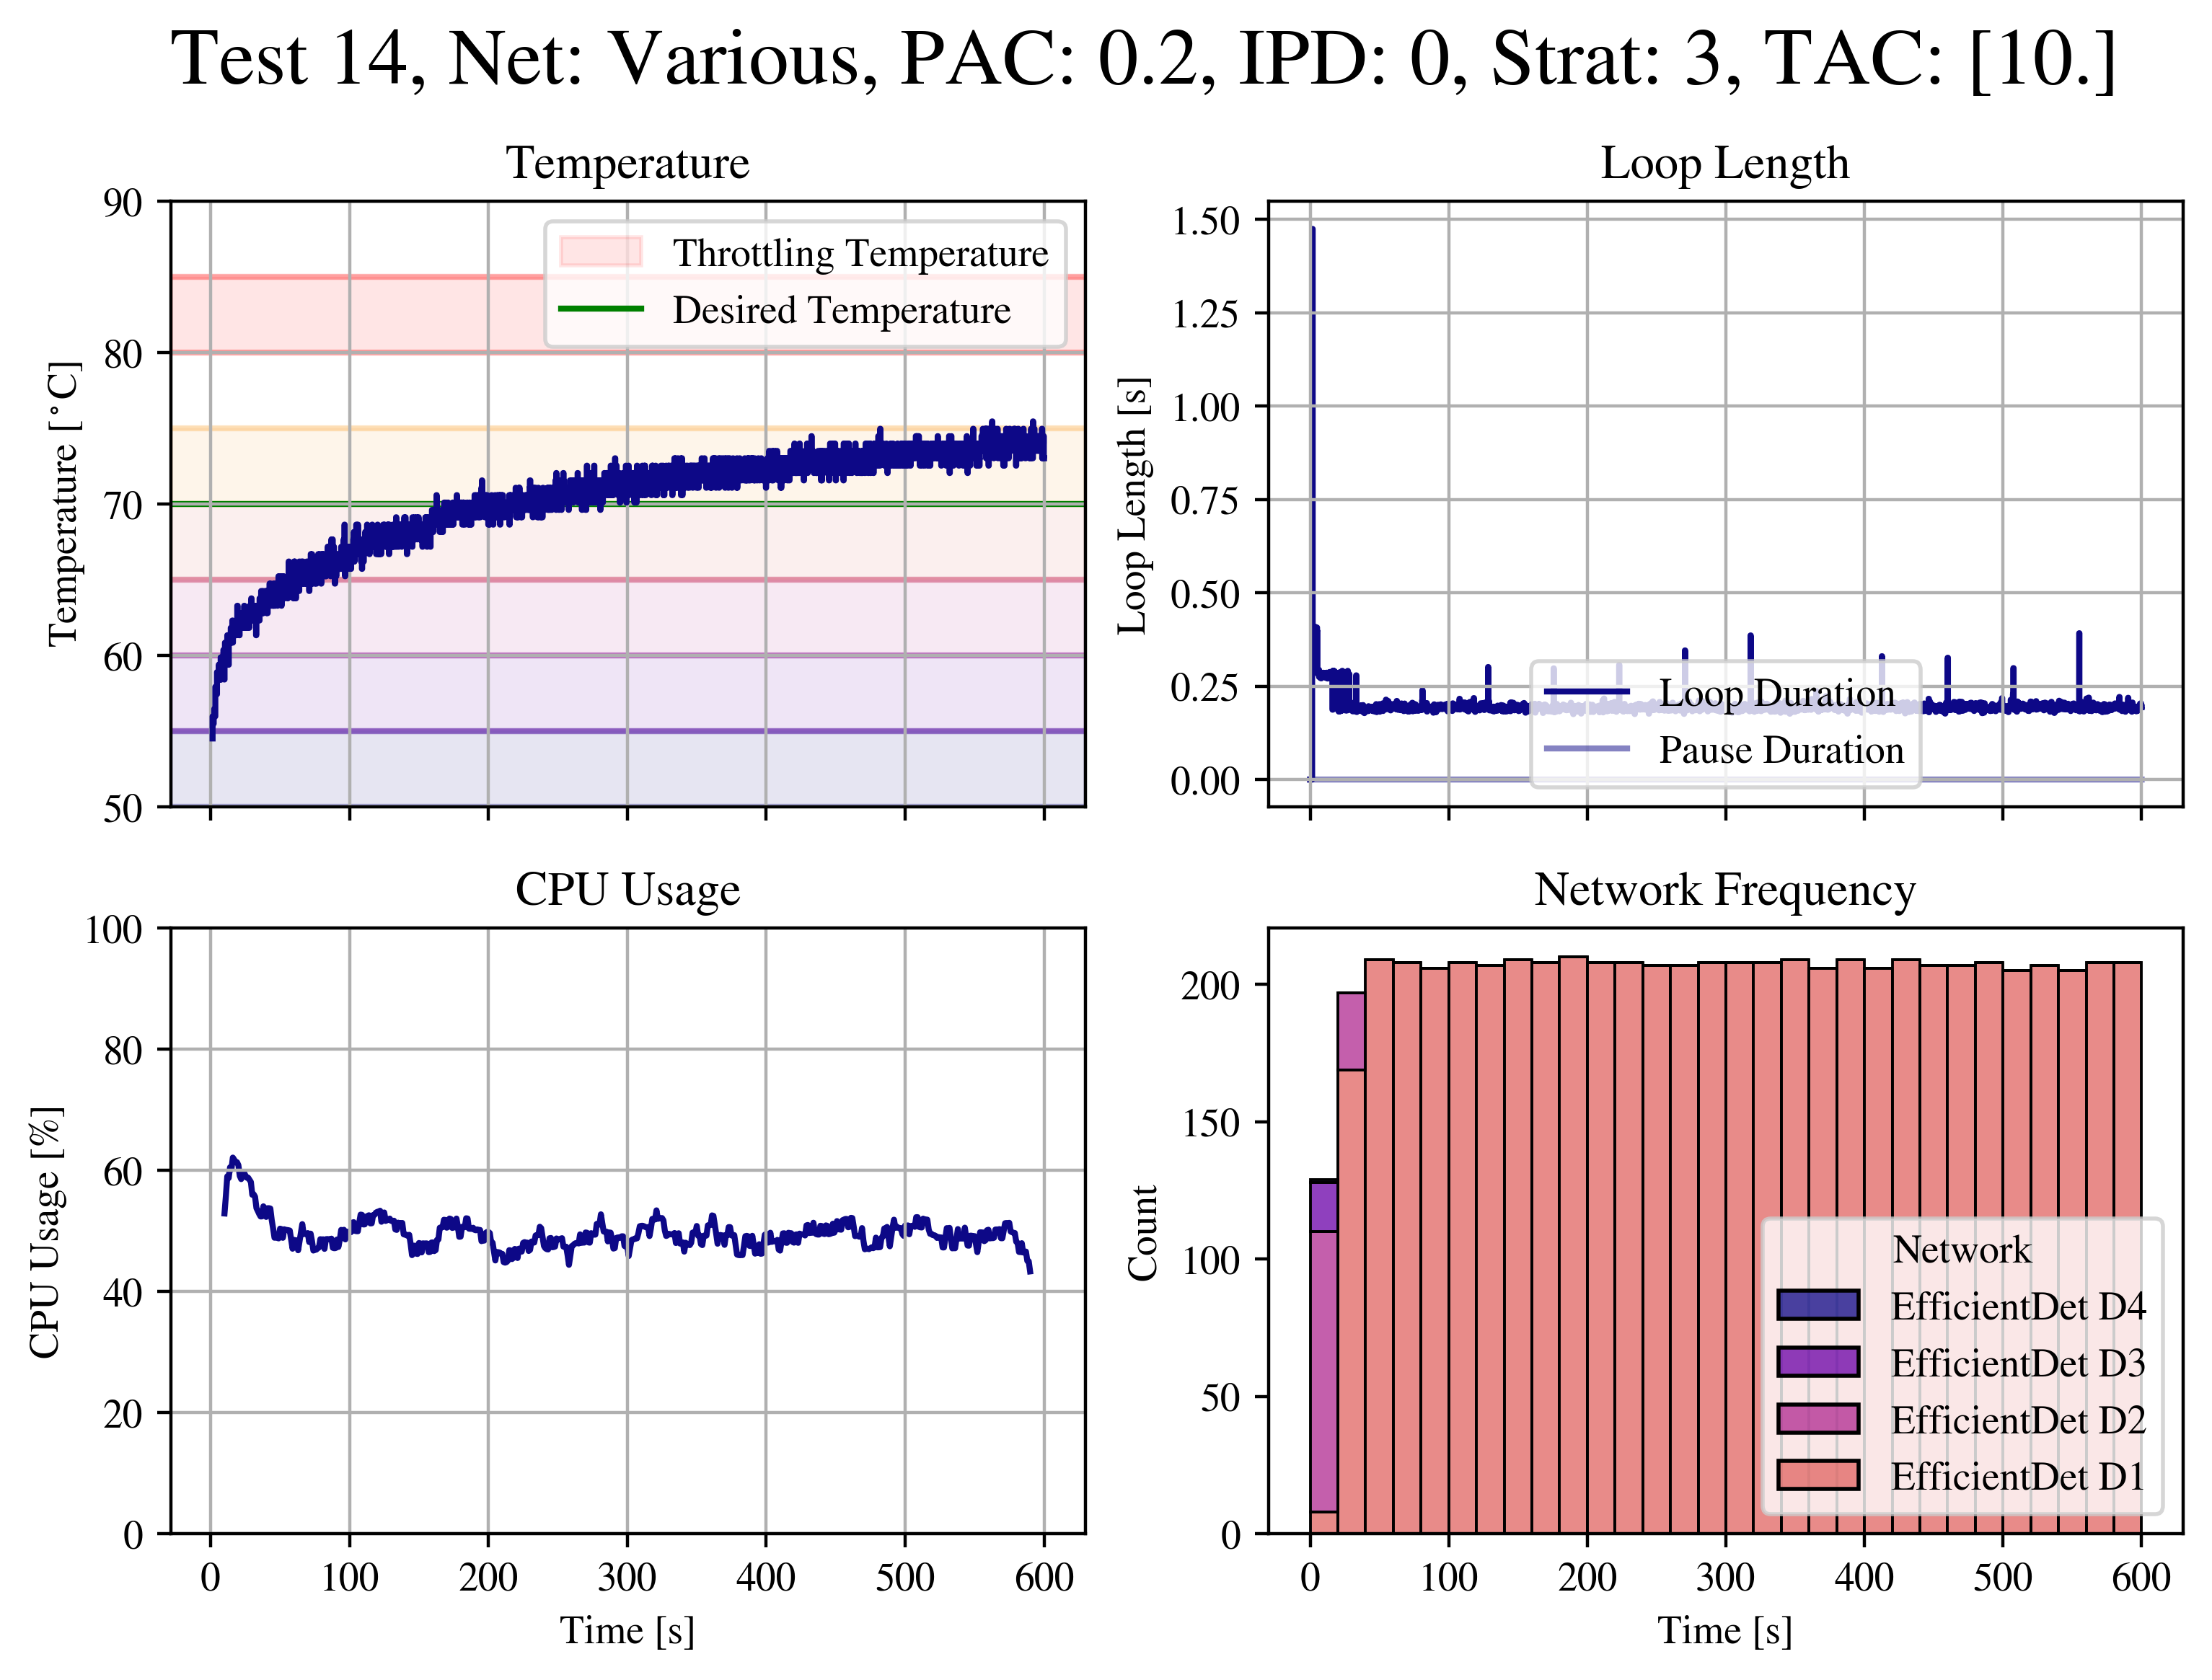 Test 14, Net: Various, PAC: 0.2, IPD: 0, Strat: 3, TAC: [10.]
Temperature
90
80
70
60
50
Temperature [°C]
Throttling Temperature
Desired Temperature
Loop Length
1.50
1.25
1.00
0.75
0.50
0.25
0.00
Loop Length [s]
Loop Duration
Pause Duration
CPU Usage
100
80
60
40
20
0
CPU Usage [%]
0 100 200 300 400 500 600
Time [s]
Network Frequency
200
150
100
50
0
Count
Network
EfficientDet D4
EfficientDet D3
EfficientDet D2
EfficientDet D1
0 100 200 300 400 500 600
Time [s]